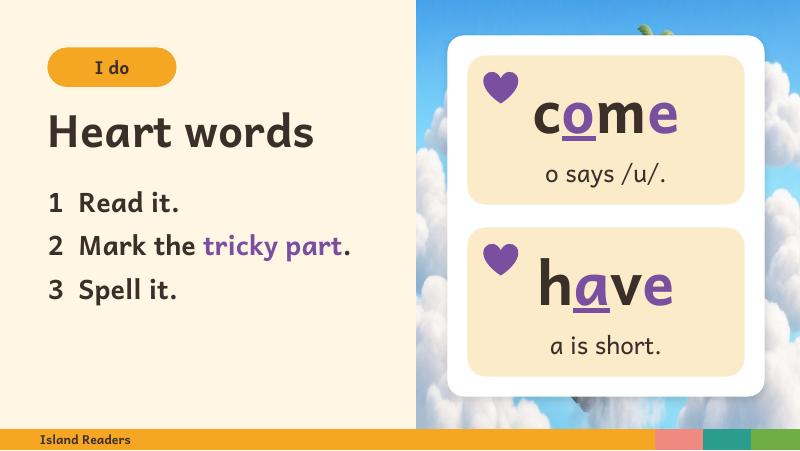 I do
Heart words
1 Read it.
2 Mark the tricky part.
3 Spell it.
come
o says /u/.
have
a is short.
Island Readers